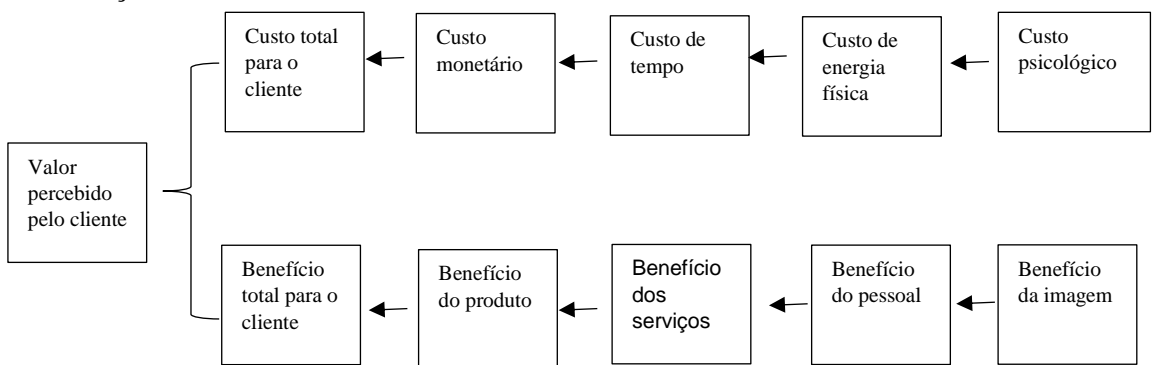 Custo total
para o
cliente
Custo
monetário
Custo de
tempo
Custo de
energia
física
Custo
psicológico
Valor
percebido
pelo cliente
Benefício
total para o
cliente
Benefício
do produto
Benefício
dos
serviços
Benefício
do pessoal
Benefício
da imagem